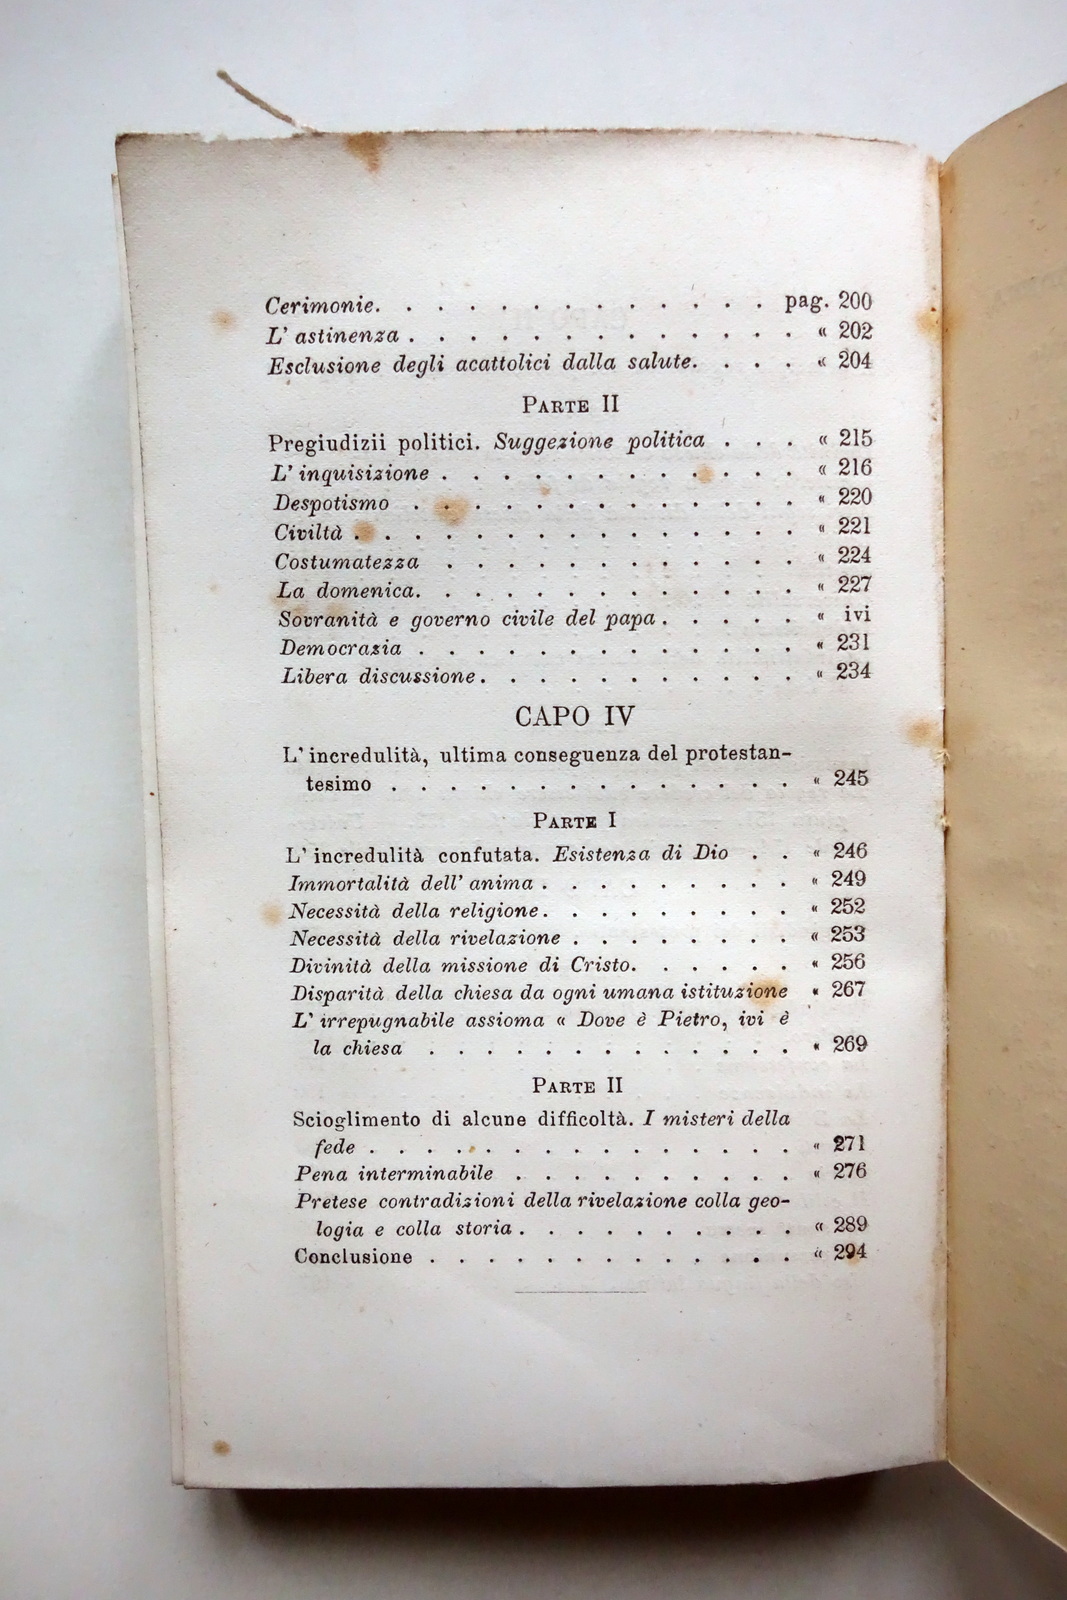 Cerimonie. . . . . . . . . . . . . pag. 200
L' astinenza . . . . . . . . . . . . . « 202
Esclusione degli acattolici dalla salute. . . . . « 204
PARTE II
Pregiudizii politici. Suggezione politica . . . « 215
L' inquisizione . . . . . . . . . . . . « 216
Despotismo . . . . . . . . . . . . . « 220
Civiltà . . . . . . . . . . . . . . . « 221
Costumatezza . . . . . . . . . . . . « 224
La domenica. . . . . . . . . . . . . « 227
Sovranità e governo civile del papa . . . . . « ivi
Democrazia . . . . . . . . . . . . . « 231
Libera discussione. . . . . . . . . . . « 234
CAPO IV
L' incredulità, ultima conseguenza del protestan-
tesimo . . . . . . . . . . . . . . « 245
PARTE I
L' incredulità confutata. Esistenza di Dio . . « 246
Immortalità dell' anima . . . . . . . . . « 249
Necessità della religione. . . . . . . . . « 252
Necessità della rivelazione . . . . . . . . « 253
Divinità della missione di Cristo. . . . . . « 256
Disparità della chiesa da ogni umana istituzione « 267
L' irrepugnabile assioma « Dove è Pietro, ivi è
la chiesa . . . . . . . . . . . . . « 269
PARTE II
Scioglimento di alcune difficoltà. I misteri della
fede . . . . . . . . . . . . . . . « 271
Pena interminabile . . . . . . . . . . « 276
Pretese contradizioni della rivelazione colla geo-
logia e colla storia . . . . . . . . . . « 289
Conclusione . . . . . . . . . . . . . « 294